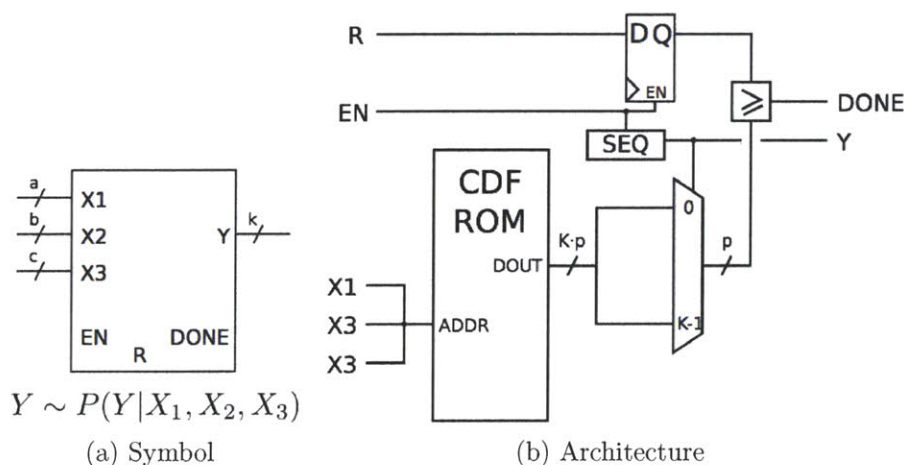 a
X1
b
X2
Y
k
c
X3
EN
DONE
R
Y ∼ P(Y|X₁, X₂, X₃)
(a) Symbol
R
D Q
EN
EN
≥
DONE
SEQ
Y
CDF
ROM
0
K·p
p
DOUT
X1
X3
ADDR
K-1
X3
(b) Architecture